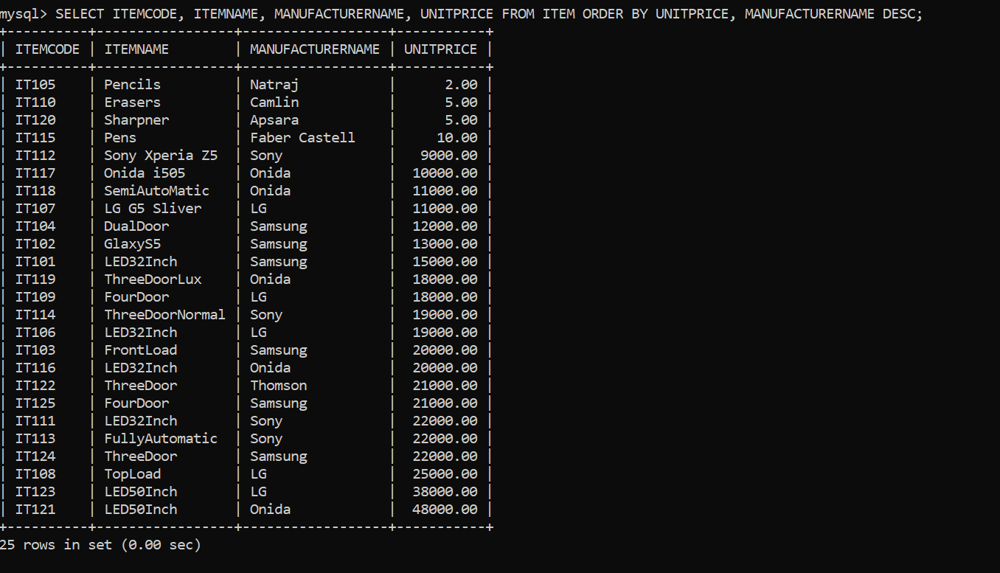 mysql> SELECT ITEMCODE, ITEMNAME, MANUFACTURERNAME, UNITPRICE FROM ITEM ORDER BY UNITPRICE, MANUFACTURERNAME DESC;
+----------+-----------------+------------------+-----------+
| ITEMCODE | ITEMNAME        | MANUFACTURERNAME | UNITPRICE |
+----------+-----------------+------------------+-----------+
| IT105    | Pencils         | Natraj           |      2.00 |
| IT110    | Erasers         | Camlin           |      5.00 |
| IT120    | Sharpner        | Apsara           |      5.00 |
| IT115    | Pens            | Faber Castell    |     10.00 |
| IT112    | Sony Xperia Z5  | Sony             |   9000.00 |
| IT117    | Onida i505      | Onida            |  10000.00 |
| IT118    | SemiAutoMatic   | Onida            |  11000.00 |
| IT107    | LG G5 Sliver    | LG               |  11000.00 |
| IT104    | DualDoor        | Samsung          |  12000.00 |
| IT102    | GlaxyS5         | Samsung          |  13000.00 |
| IT101    | LED32Inch       | Samsung          |  15000.00 |
| IT119    | ThreeDoorLux    | Onida            |  18000.00 |
| IT109    | FourDoor        | LG               |  18000.00 |
| IT114    | ThreeDoorNormal | Sony             |  19000.00 |
| IT106    | LED32Inch       | LG               |  19000.00 |
| IT103    | FrontLoad       | Samsung          |  20000.00 |
| IT116    | LED32Inch       | Onida            |  20000.00 |
| IT122    | ThreeDoor       | Thomson          |  21000.00 |
| IT125    | FourDoor        | Samsung          |  21000.00 |
| IT111    | LED32Inch       | Sony             |  22000.00 |
| IT113    | FullyAutomatic  | Sony             |  22000.00 |
| IT124    | ThreeDoor       | Samsung          |  22000.00 |
| IT108    | TopLoad         | LG               |  25000.00 |
| IT123    | LED50Inch       | LG               |  38000.00 |
| IT121    | LED50Inch       | Onida            |  48000.00 |
+----------+-----------------+------------------+-----------+
25 rows in set (0.00 sec)